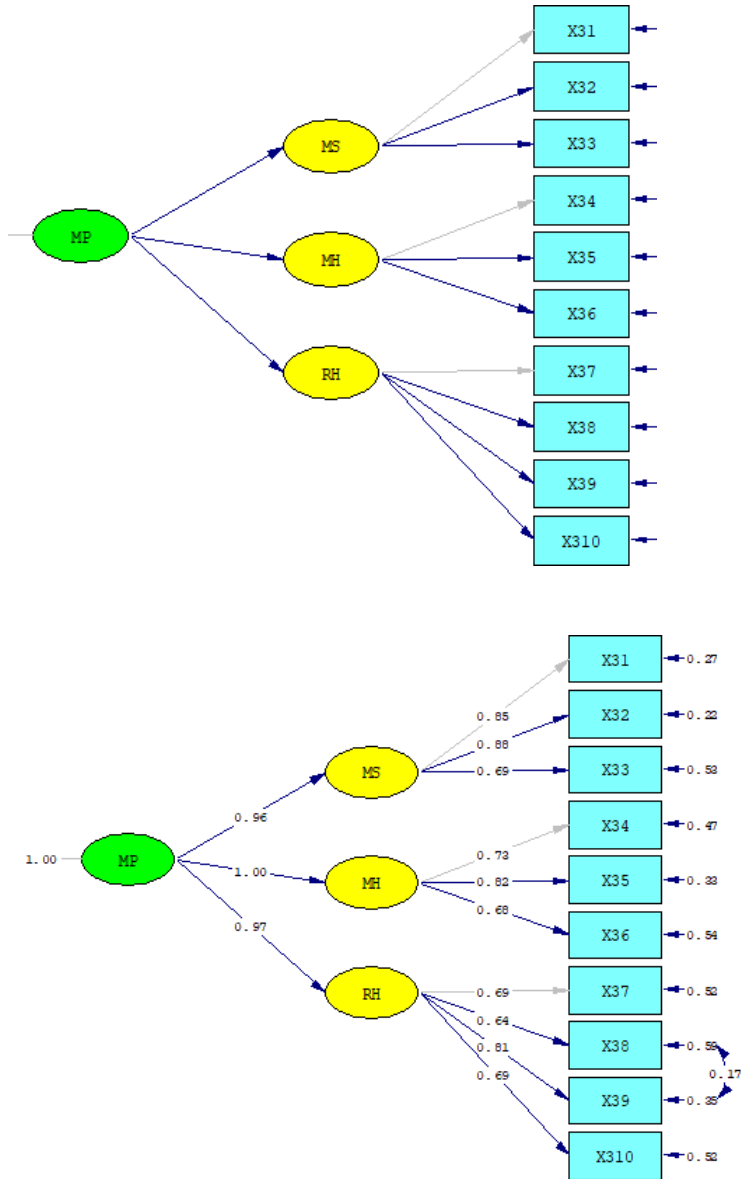 X31
X32
MS
X33
X34
MP
MH
X35
X36
RH
X37
X38
X39
X310
X31
0.27
0.85
X32
0.22
0.88
MS
0.69
X33
0.53
0.96
X34
0.47
1.00
MP
0.73
1.00
MH
0.82
X35
0.33
0.68
0.97
X36
0.54
RH
0.69
X37
0.52
0.64
X38
0.59
0.81
0.17
0.69
X39
0.35
X310
0.52